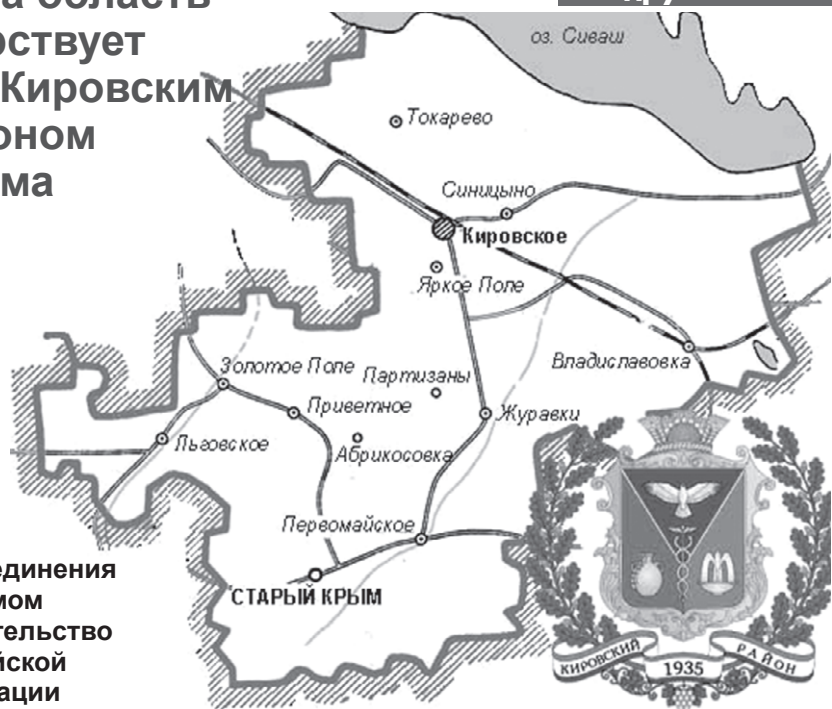 а область
рствует
Кировским
оном
ма
оз. Сиваш
Токарево
Синицыно
Кировское
Яркое Поле
Владиславовка
Золотое Поле
Партизаны
Приветное
Журавки
Льговское
Абрикосовка
Первомайское
СТАРЫЙ КРЫМ
единения
мом
тельство
йской
ации
КИРОВСКИЙ
1935
РАЙОН